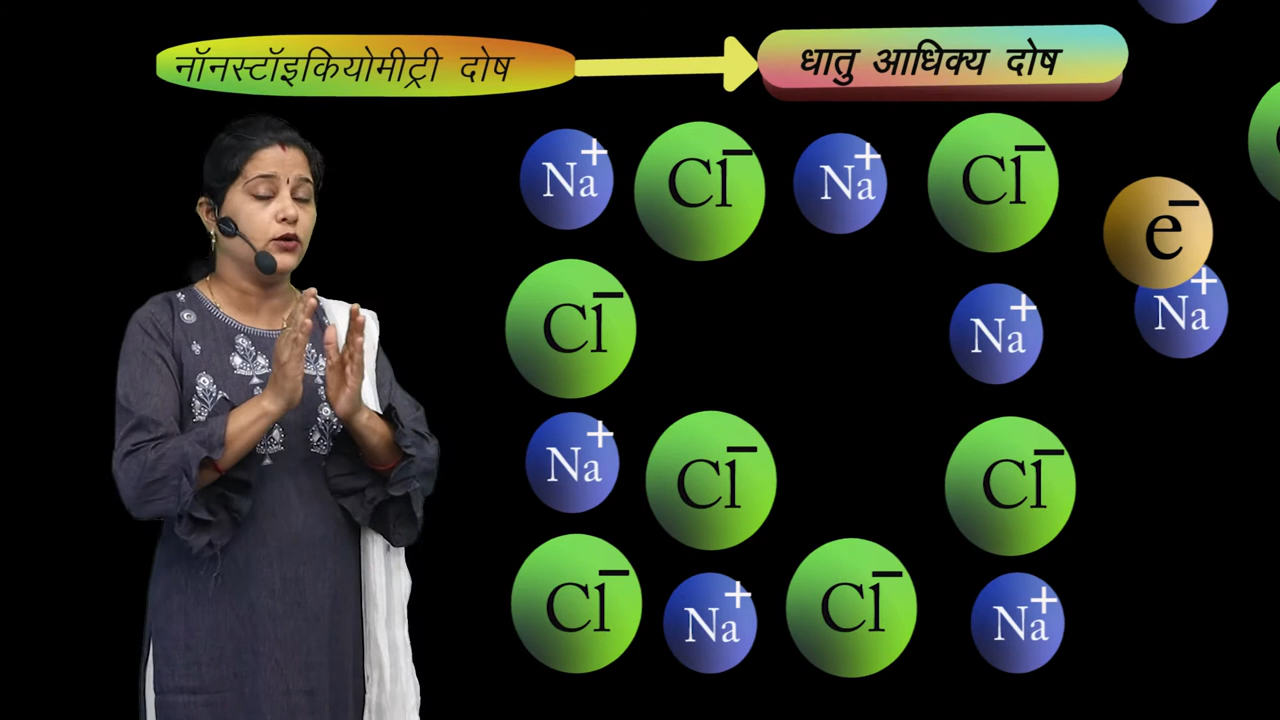 नॉनस्टॉइकियोमीट्री दोष
धातु आधिक्य दोष
Na+ Cl− Na+ Cl−
e−
Cl− Na+ Na+
Na+ Cl− Cl−
Cl− Na+ Cl− Na+